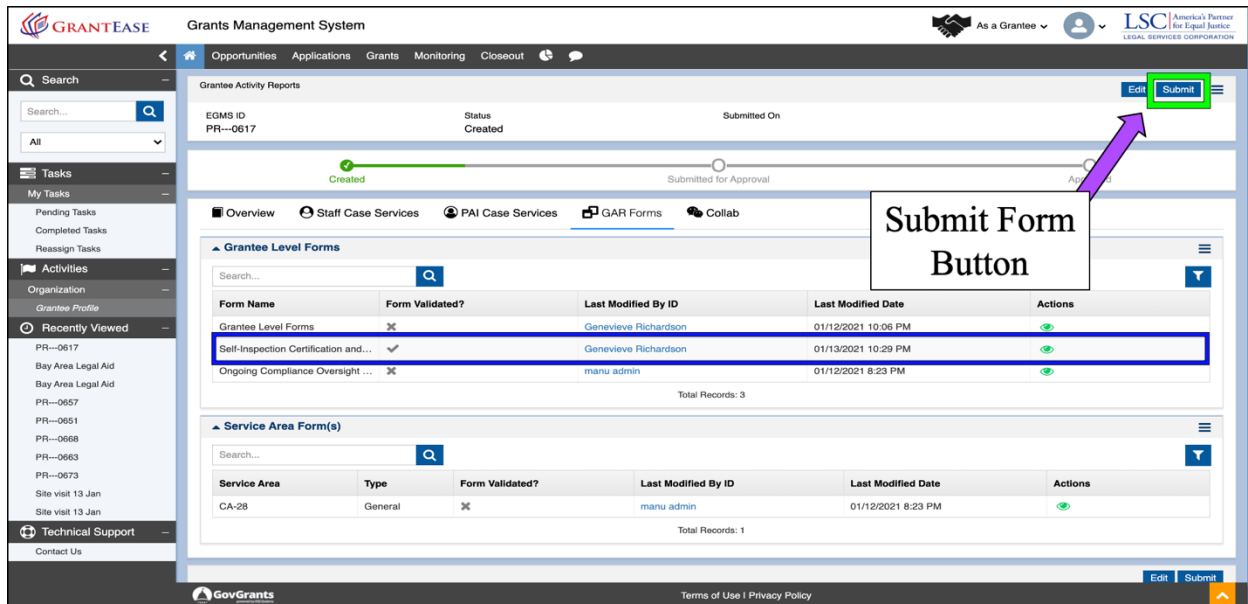 GRANTEASE
Grants Management System
As a Grantee
LSC America's Partner for Equal Justice
LEGAL SERVICES CORPORATION
Opportunities Applications Grants Monitoring Closeout
Search
Search...
All
Tasks
My Tasks
Pending Tasks
Completed Tasks
Reassign Tasks
Activities
Organization
Grantee Profile
Recently Viewed
PR---0617
Bay Area Legal Aid
Bay Area Legal Aid
PR---0657
PR---0651
PR---0668
PR---0663
PR---0673
Site visit 13 Jan
Site visit 13 Jan
Technical Support
Contact Us
Grantee Activity Reports
Edit Submit
EGMS ID Status Submitted On
PR---0617 Created
Created Submitted for Approval
Submit Form
Button
Overview Staff Case Services PAI Case Services GAR Forms Collab
Grantee Level Forms
Search...
Form Name Form Validated? Last Modified By ID Last Modified Date Actions
Grantee Level Forms Genevieve Richardson 01/12/2021 10:06 PM
Self-Inspection Certification and... Genevieve Richardson 01/13/2021 10:29 PM
Ongoing Compliance Oversight ... manu admin 01/12/2021 8:23 PM
Total Records: 3
Service Area Form(s)
Search...
Service Area Type Form Validated? Last Modified By ID Last Modified Date Actions
CA-28 General manu admin 01/12/2021 8:23 PM
Total Records: 1
Edit Submit
GovGrants
Terms of Use | Privacy Policy